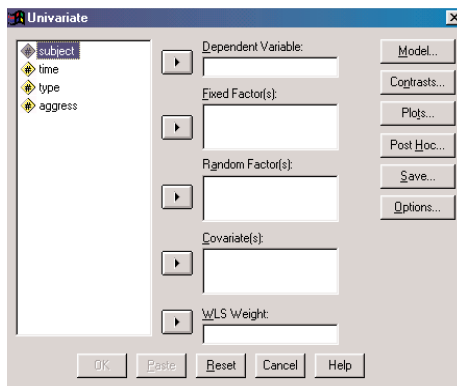 Univariate
subject
time
type
aggress
Dependent Variable:
Fixed Factor(s):
Random Factor(s):
Covariate(s):
WLS Weight:
Model...
Contrasts...
Plots...
Post Hoc...
Save...
Options...
OK
Paste
Reset
Cancel
Help